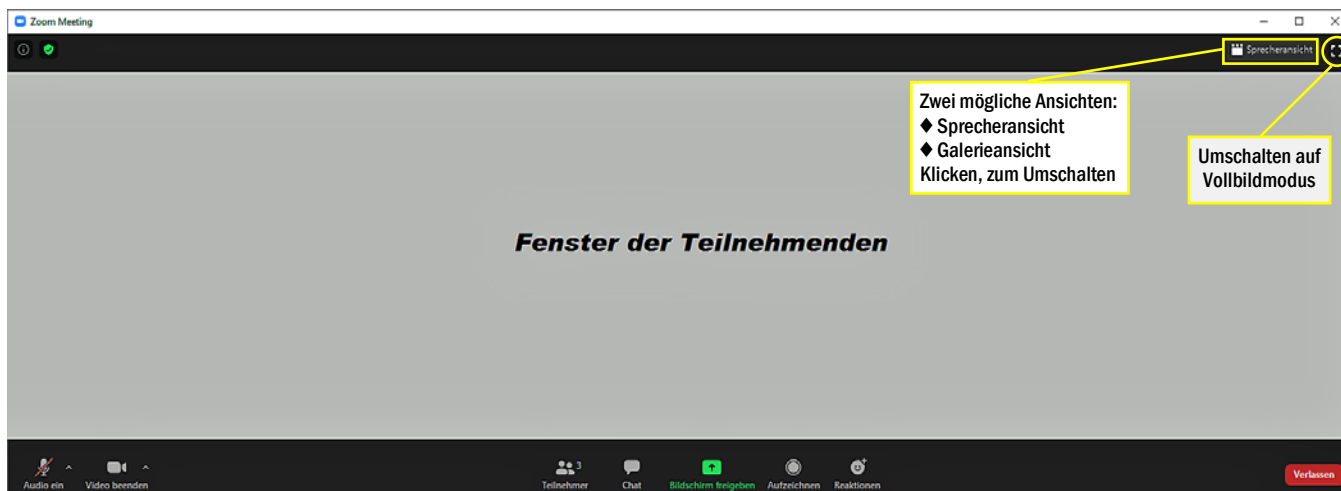 Zoom Meeting
Sprecheransicht
Zwei mögliche Ansichten:
♦ Sprecheransicht
♦ Galerieansicht
Klicken, zum Umschalten
Umschalten auf
Vollbildmodus
Fenster der Teilnehmenden
3
Audio ein Video beenden Teilnehmer Chat Bildschirm freigeben Aufzeichnen Reaktionen Verlassen